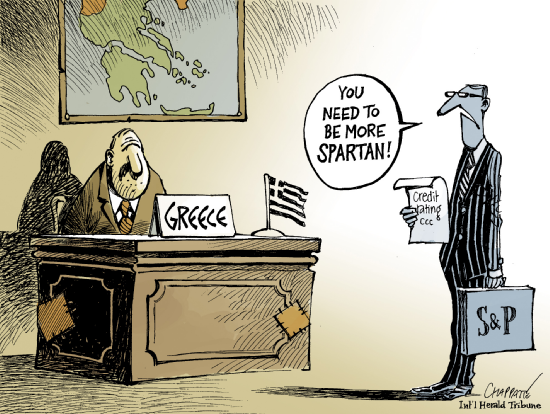 YOU
NEED TO
BE MORE
SPARTAN!
GREECE
Credit
rating
CCC
S&P
CHAPPATTE
Int'l Herald Tribune